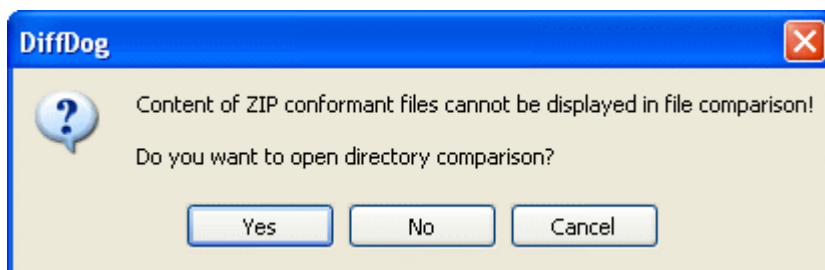 DiffDog
Content of ZIP conformant files cannot be displayed in file comparison!
Do you want to open directory comparison?
Yes No Cancel